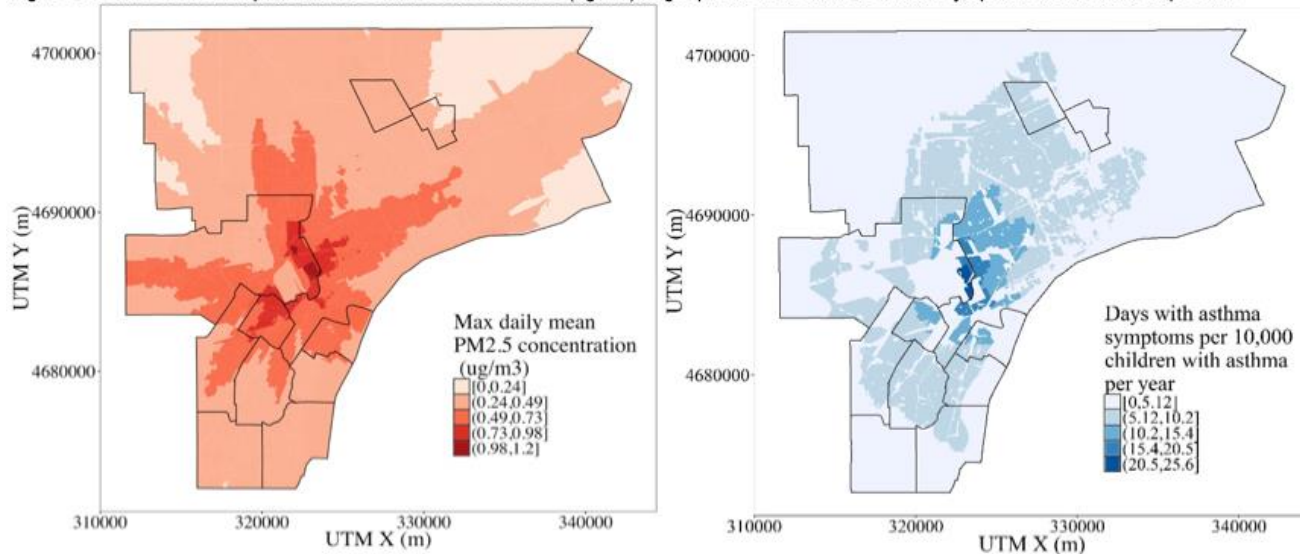 4700000
4690000
4680000
UTM Y (m)
310000
320000
330000
340000
UTM X (m)
Max daily mean
PM2.5 concentration
(ug/m3)
[0,0.24]
(0.24,0.49]
(0.49,0.73]
(0.73,0.98]
(0.98,1.2]
4700000
4690000
4680000
UTM Y (m)
310000
320000
330000
340000
UTM X (m)
Days with asthma
symptoms per 10,000
children with asthma
per year
[0,5.12]
(5.12,10.2]
(10.2,15.4]
(15.4,20.5]
(20.5,25.6]